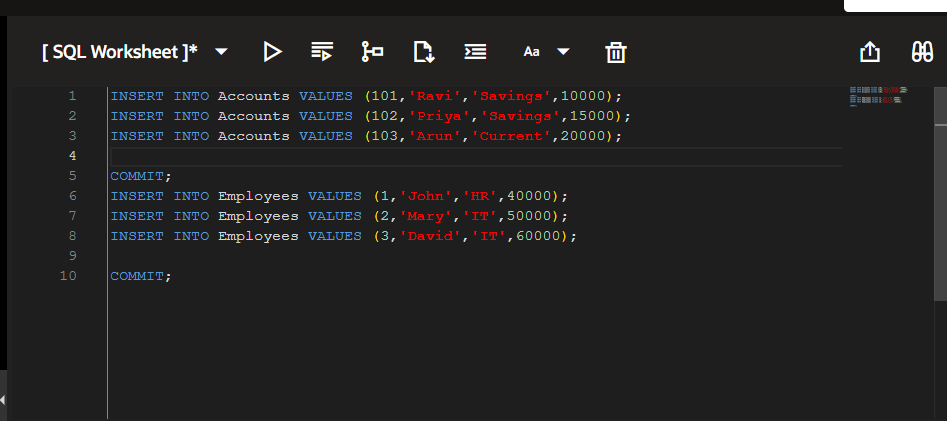 [ SQL Worksheet ]*
Aa
1 INSERT INTO Accounts VALUES (101,'Ravi','Savings',10000);
2 INSERT INTO Accounts VALUES (102,'Priya','Savings',15000);
3 INSERT INTO Accounts VALUES (103,'Arun','Current',20000);
4
5 COMMIT;
6 INSERT INTO Employees VALUES (1,'John','HR',40000);
7 INSERT INTO Employees VALUES (2,'Mary','IT',50000);
8 INSERT INTO Employees VALUES (3,'David','IT',60000);
9
10 COMMIT;